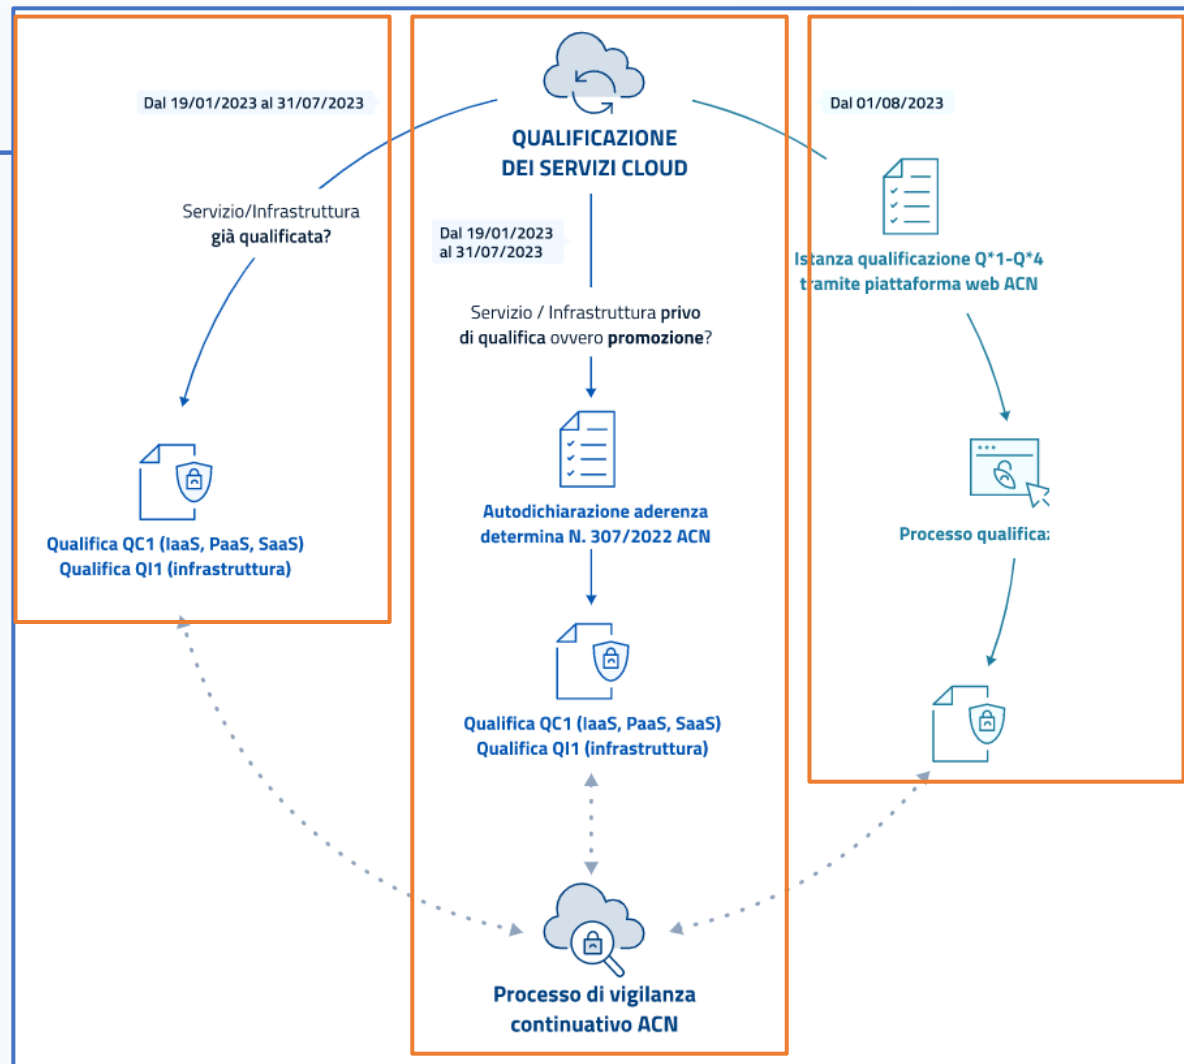 Dal 19/01/2023 al 31/07/2023
Servizio/Infrastruttura
già qualificata?
Qualifica QC1 (IaaS, PaaS, SaaS)
Qualifica QI1 (infrastruttura)
QUALIFICAZIONE
DEI SERVIZI CLOUD
Dal 19/01/2023
al 31/07/2023
Servizio / Infrastruttura privo
di qualifica ovvero promozione?
Autodichiarazione aderenza
determina N. 307/2022 ACN
Qualifica QC1 (IaaS, PaaS, SaaS)
Qualifica QI1 (infrastruttura)
Processo di vigilanza
continuativo ACN
Dal 01/08/2023
Istanza qualificazione Q*1-Q*4
tramite piattaforma web ACN
Processo